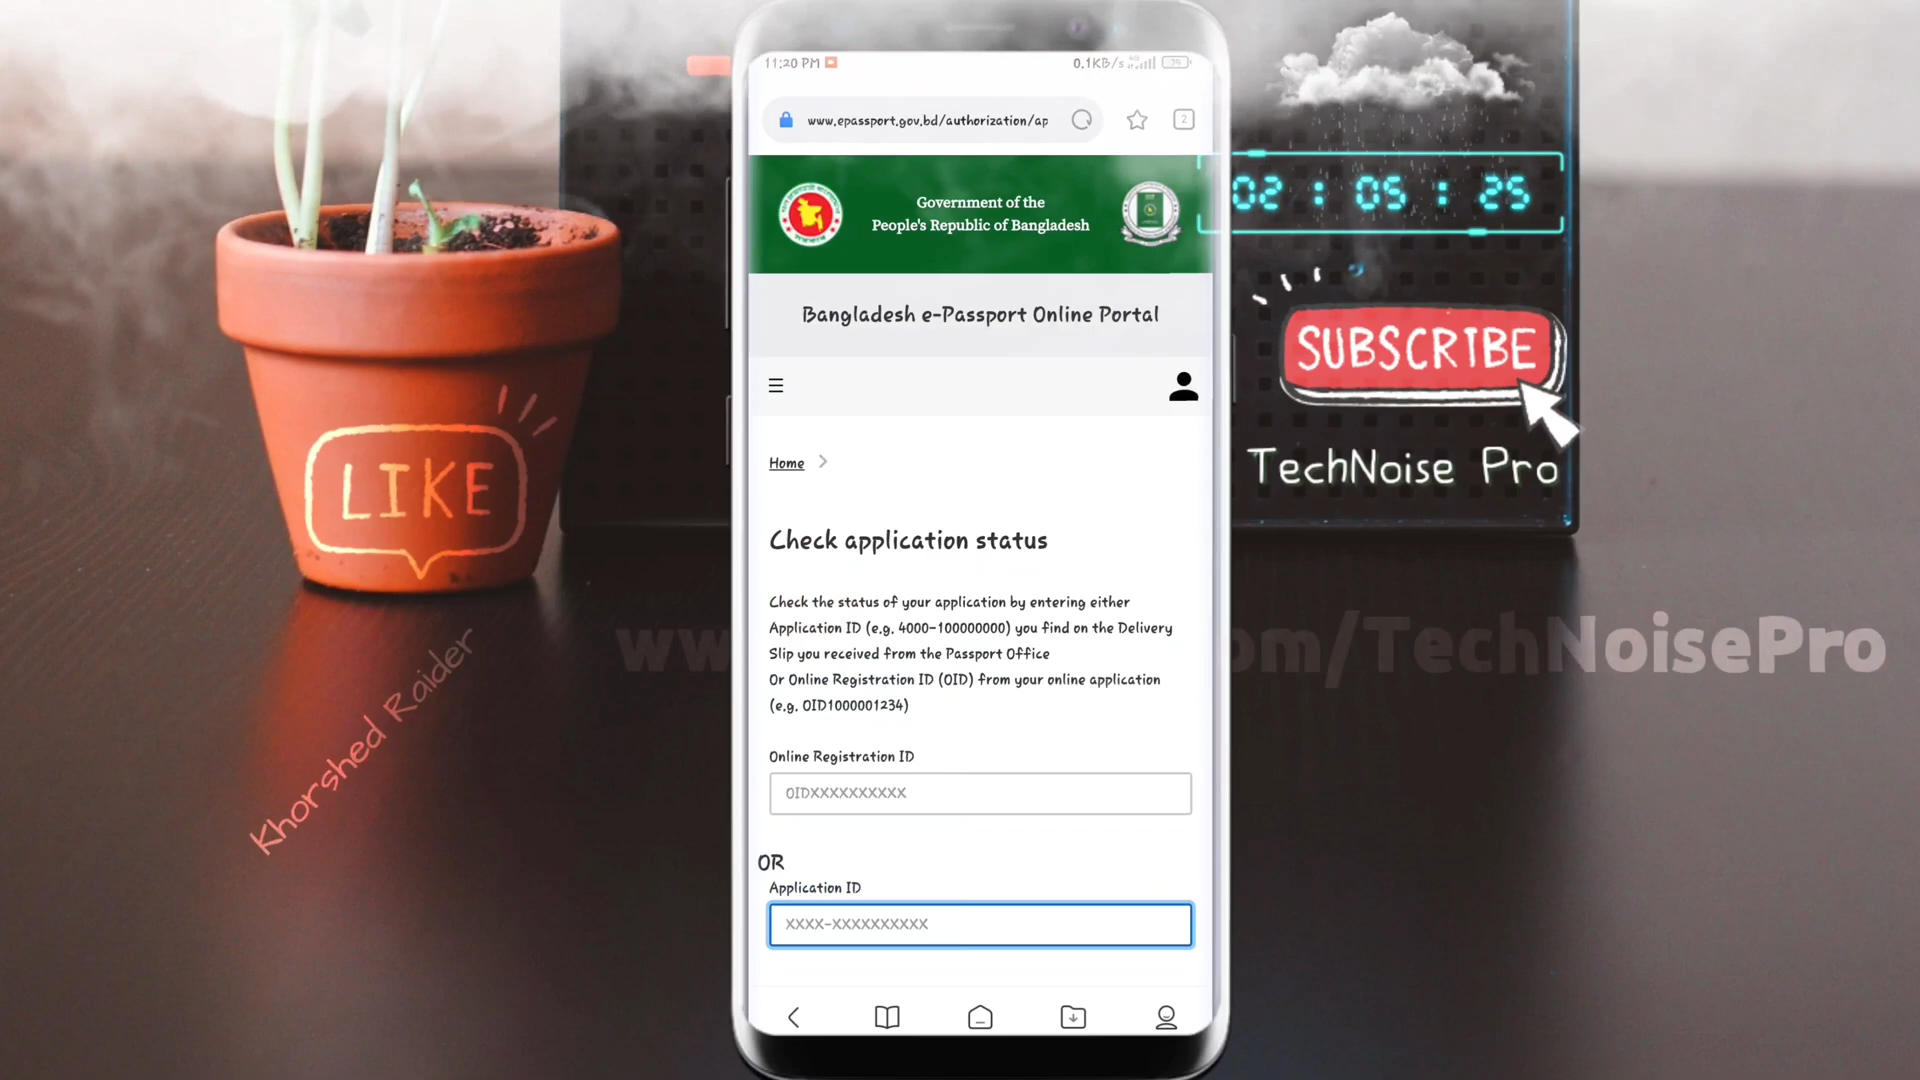 11:20 PM
0.1KB/s
www.epassport.gov.bd/authorization/ap
2
Government of the
People's Republic of Bangladesh
02 : 05 : 25
Bangladesh e-Passport Online Portal
SUBSCRIBE
TechNoise Pro
LIKE
Home
Check application status
Check the status of your application by entering either
Application ID (e.g. 4000-100000000) you find on the Delivery
Slip you received from the Passport Office
Or Online Registration ID (OID) from your online application
(e.g. OID1000001234)
ww
om/TechNoisePro
Khorshed Raider
Online Registration ID
OIDXXXXXXXXXX
OR
Application ID
XXXX-XXXXXXXXXX